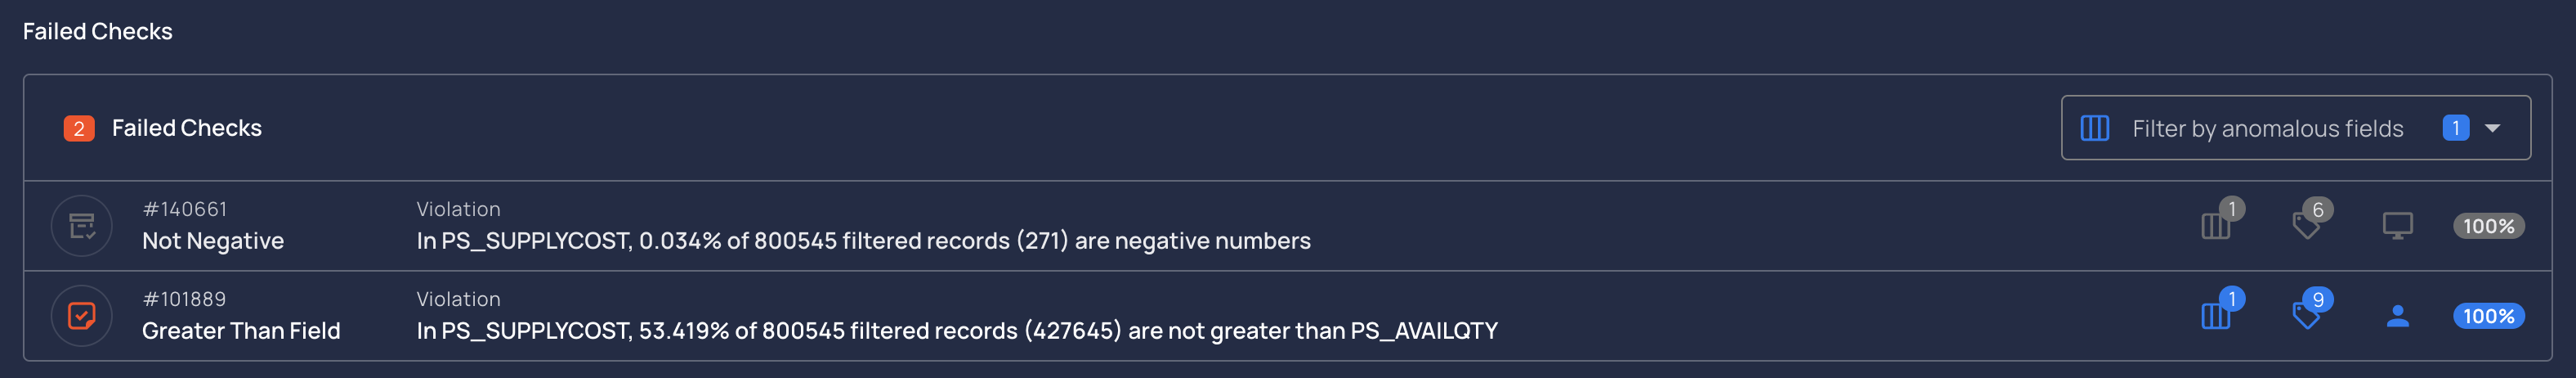 Failed Checks
2 Failed Checks
Filter by anomalous fields 1
#140661 Violation
Not Negative In PS_SUPPLYCOST, 0.034% of 800545 filtered records (271) are negative numbers
1 6 100%
#101889 Violation
Greater Than Field In PS_SUPPLYCOST, 53.419% of 800545 filtered records (427645) are not greater than PS_AVAILQTY
1 9 100%